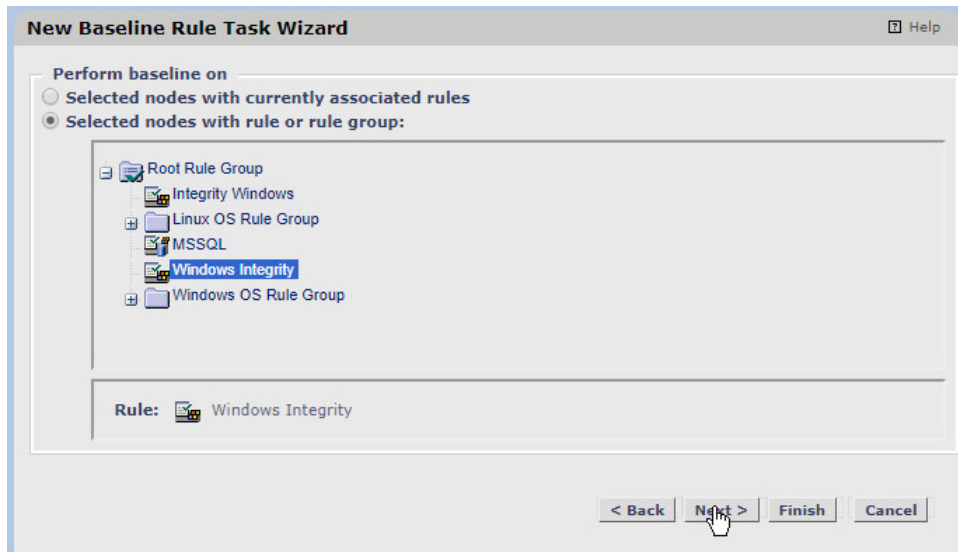 New Baseline Rule Task Wizard
? Help
Perform baseline on
Selected nodes with currently associated rules
Selected nodes with rule or rule group:
Root Rule Group
Integrity Windows
Linux OS Rule Group
MSSQL
Windows Integrity
Windows OS Rule Group
Rule: Windows Integrity
< Back Next > Finish Cancel